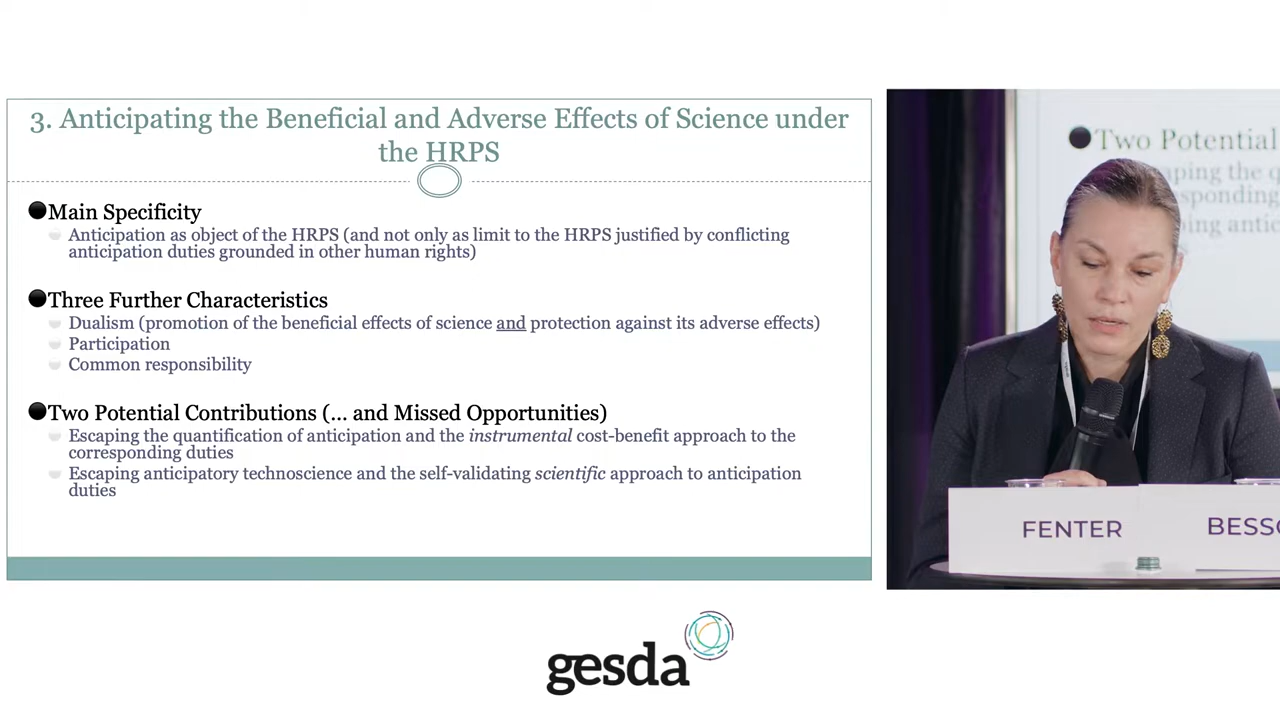 3. Anticipating the Beneficial and Adverse Effects of Science under
the HRPS
Main Specificity
Anticipation as object of the HRPS (and not only as limit to the HRPS justified by conflicting
anticipation duties grounded in other human rights)
Three Further Characteristics
Dualism (promotion of the beneficial effects of science and protection against its adverse effects)
Participation
Common responsibility
Two Potential Contributions (... and Missed Opportunities)
Escaping the quantification of anticipation and the instrumental cost-benefit approach to the
corresponding duties
Escaping anticipatory technoscience and the self-validating scientific approach to anticipation
duties
Two Potential
FENTER
gesda